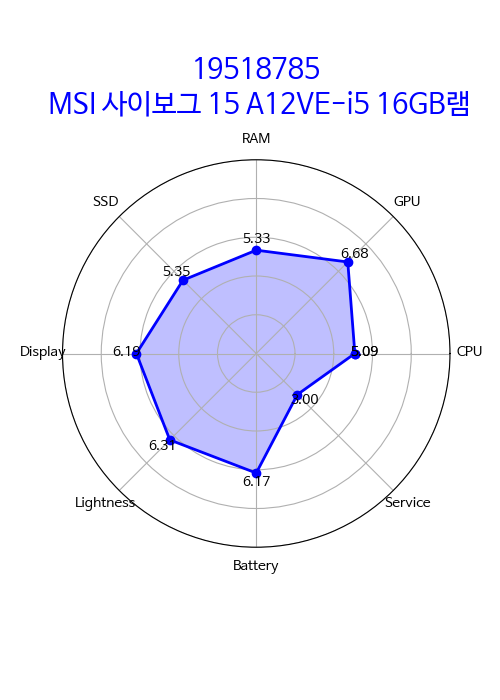 19518785
MSI 사이보그 15 A12VE-i5 16GB램
RAM
SSD
GPU
5.33
6.68
5.35
Display
6.19
5.09
CPU
3.00
6.31
6.17
Lightness
Service
Battery